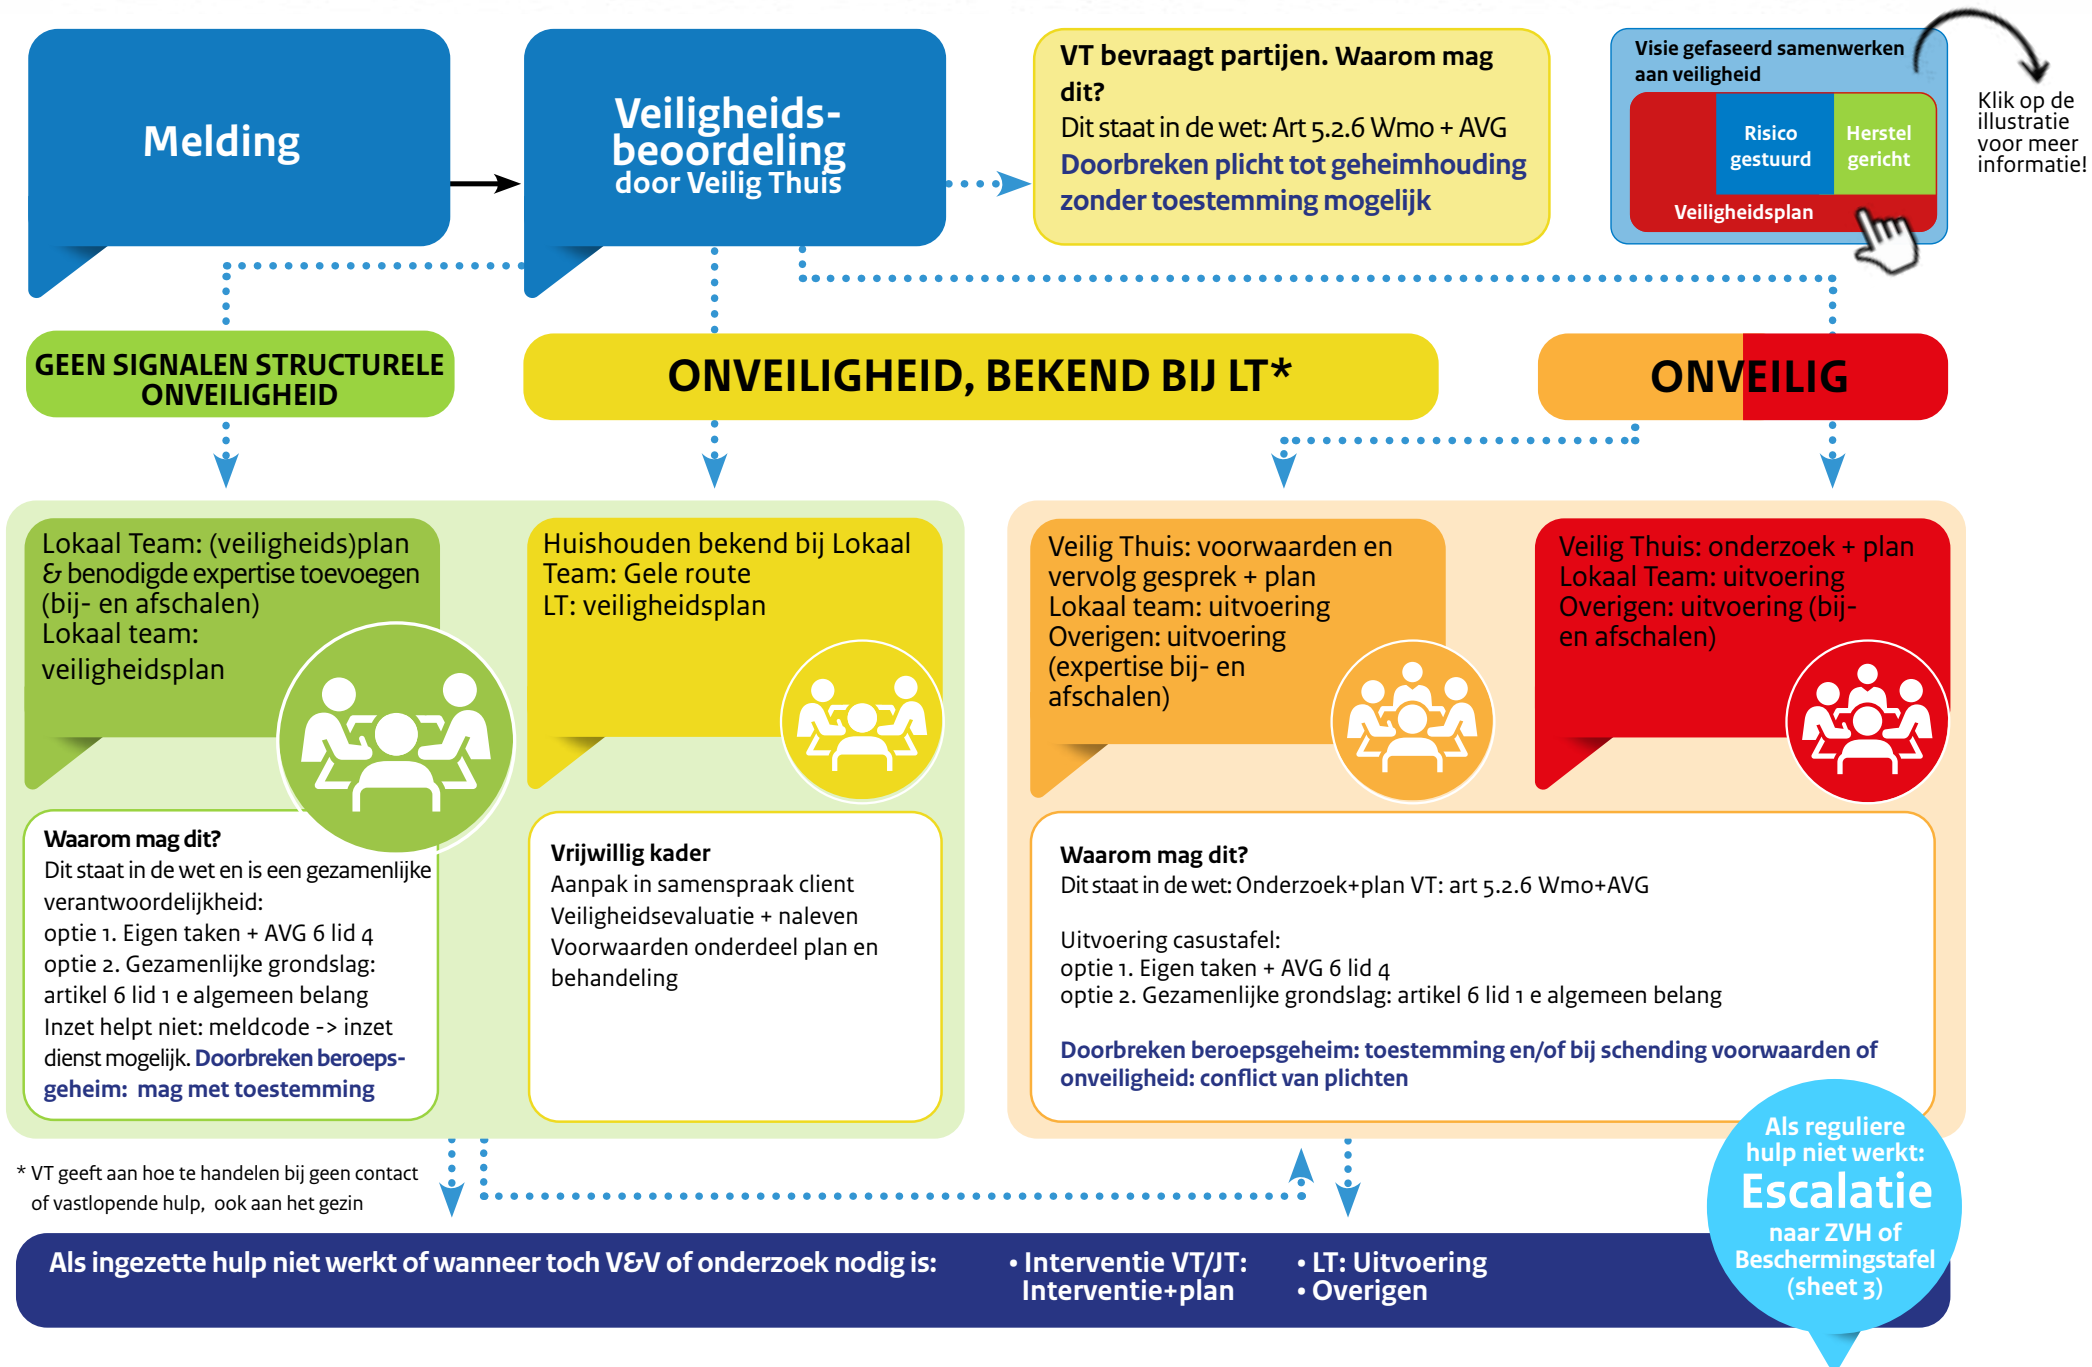 Melding
Veiligheids-
beoordeling
door Veilig Thuis
VT bevraagt partijen. Waarom mag
dit?
Dit staat in de wet: Art 5.2.6 Wmo + AVG
Doorbreken plicht tot geheimhouding
zonder toestemming mogelijk
Visie gefaseerd samenwerken
aan veiligheid
Risico
gestuurd
Herstel
gericht
Veiligheidsplan
Klik op de
illustratie
voor meer
informatie!
GEEN SIGNALEN STRUCTURELE
ONVEILIGHEID
ONVEILIGHEID, BEKEND BIJ LT*
ONVEILIG
Lokaal Team: (veiligheids)plan
& benodigde expertise toevoegen
(bij- en afschalen)
Lokaal team:
veiligheidsplan
Huishouden bekend bij Lokaal
Team: Gele route
LT: veiligheidsplan
Veilig Thuis: voorwaarden en
vervolg gesprek + plan
Lokaal team: uitvoering
Overigen: uitvoering
(expertise bij- en
afschalen)
Veilig Thuis: onderzoek + plan
Lokaal Team: uitvoering
Overigen: uitvoering (bij-
en afschalen)
Waarom mag dit?
Dit staat in de wet en is een gezamenlijke
verantwoordelijkheid:
optie 1. Eigen taken + AVG 6 lid 4
optie 2. Gezamenlijke grondslag:
artikel 6 lid 1 e algemeen belang
Inzet helpt niet: meldcode -> inzet
dienst mogelijk. Doorbreken beroeps-
geheim: mag met toestemming
Vrijwillig kader
Aanpak in samenspraak client
Veiligheidsevaluatie + naleven
Voorwaarden onderdeel plan en
behandeling
Waarom mag dit?
Dit staat in de wet: Onderzoek+plan VT: art 5.2.6 Wmo+AVG
Uitvoering casustafel:
optie 1. Eigen taken + AVG 6 lid 4
optie 2. Gezamenlijke grondslag: artikel 6 lid 1 e algemeen belang
Doorbreken beroepsgeheim: toestemming en/of bij schending voorwaarden of
onveiligheid: conflict van plichten
* VT geeft aan hoe te handelen bij geen contact
of vastlopende hulp, ook aan het gezin
Als ingezette hulp niet werkt of wanneer toch V&V of onderzoek nodig is:
• Interventie VT/JT:
Interventie+plan
• LT: Uitvoering
• Overigen
Als reguliere
hulp niet werkt:
Escalatie
naar ZVH of
Beschermingstafel
(sheet 3)